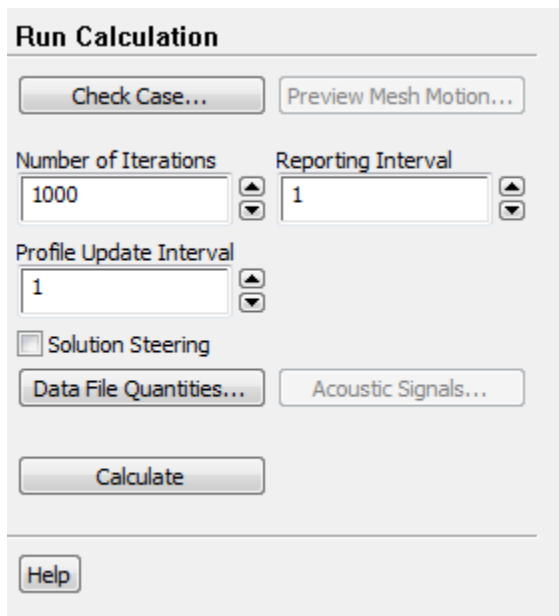 Run Calculation
Check Case... Preview Mesh Motion...
Number of Iterations Reporting Interval
1000 1
Profile Update Interval
1
Solution Steering
Data File Quantities... Acoustic Signals...
Calculate
Help